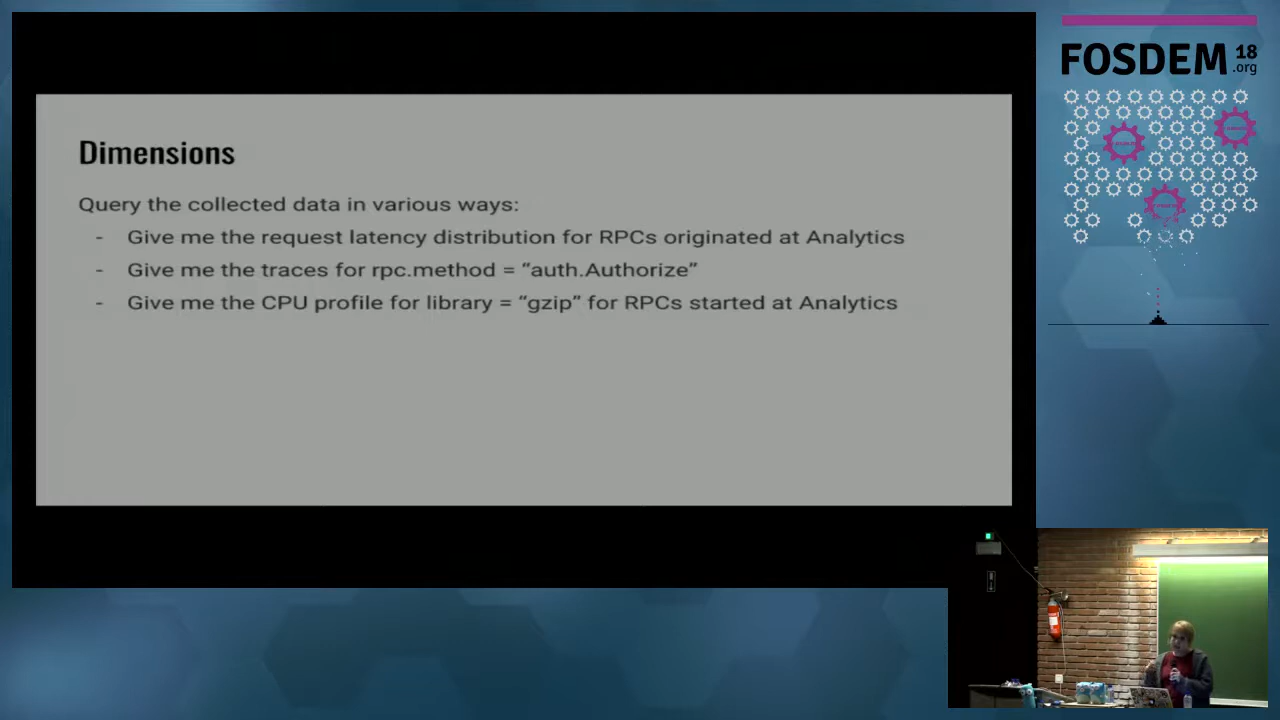 Dimensions
Query the collected data in various ways:
- Give me the request latency distribution for RPCs originated at Analytics
- Give me the traces for rpc.method = “auth.Authorize”
- Give me the CPU profile for library = “gzip” for RPCs started at Analytics
FOSDEM 18
.org